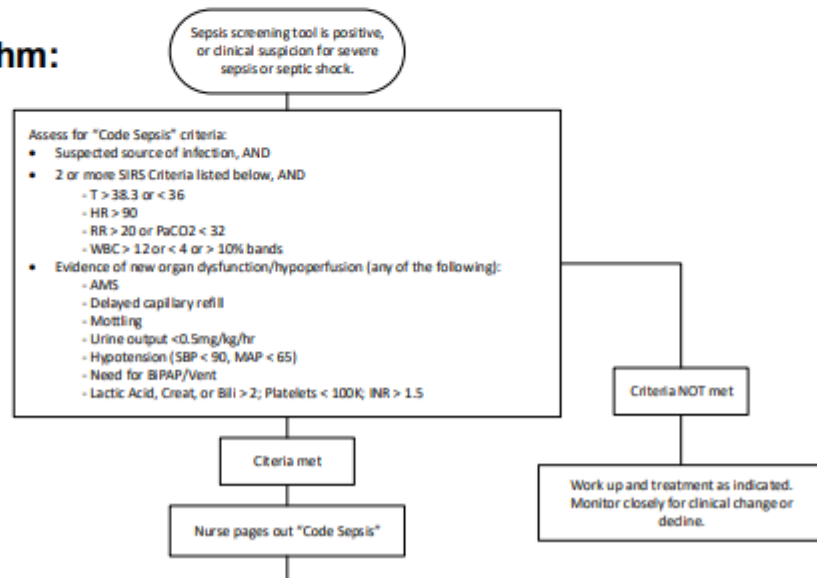 hm:
Sepsis screening tool is positive,
or clinical suspicion for severe
sepsis or septic shock.
Assess for "Code Sepsis" criteria:
• Suspected source of infection, AND
• 2 or more SIRS Criteria listed below, AND
- T > 38.3 or < 36
- HR > 90
- RR > 20 or PaCO2 < 32
- WBC > 12 or < 4 or > 10% bands
• Evidence of new organ dysfunction/hypoperfusion (any of the following):
- AMS
- Delayed capillary refill
- Mottling
- Urine output <0.5mg/kg/hr
- Hypotension (SBP < 90, MAP < 65)
- Need for BiPAP/Vent
- Lactic Acid, Creat, or Bili > 2; Platelets < 100K; INR > 1.5
Criteria NOT met
Citeria met
Work up and treatment as indicated.
Monitor closely for clinical change or
decline.
Nurse pages out "Code Sepsis"